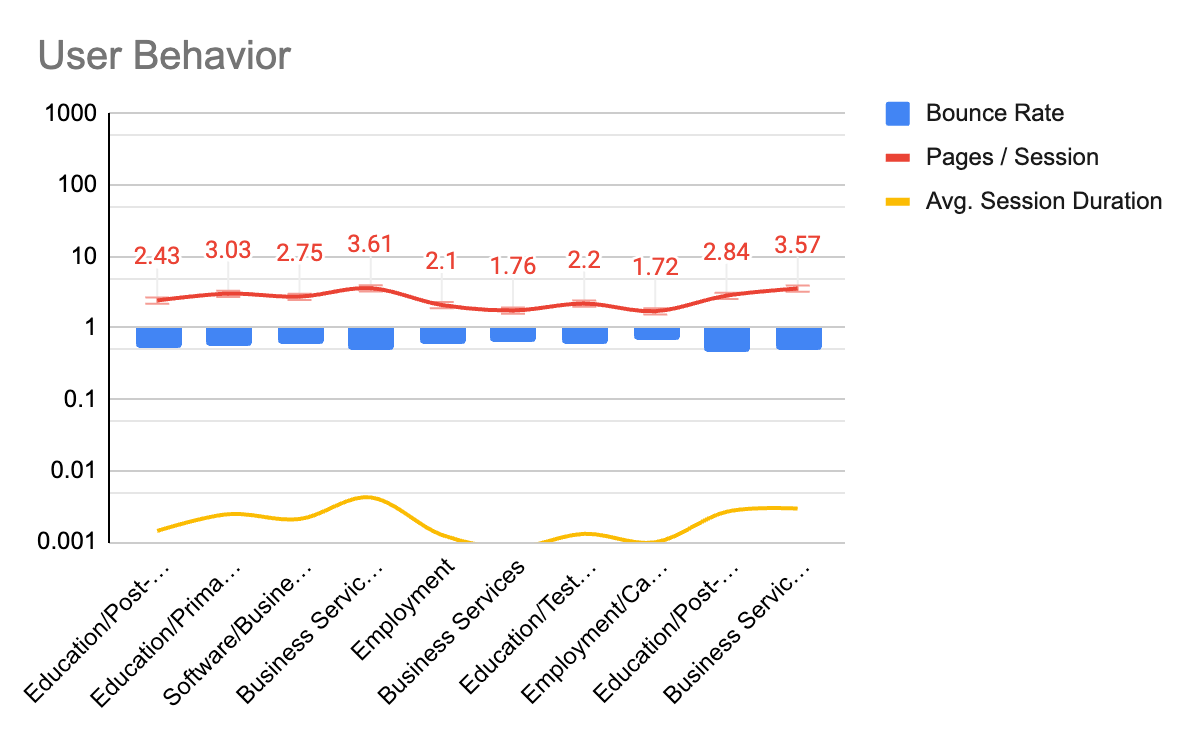 User Behavior
1000
100
10
1
0.1
0.01
0.001
2.43
3.03
2.75
3.61
2.1
1.76
2.2
1.72
2.84
3.57
Education/Post-…
Education/Prima…
Software/Busine…
Business Servic…
Employment
Business Services
Education/Test…
Employment/Ca…
Education/Post-…
Business Servic…
Bounce Rate
Pages / Session
Avg. Session Duration